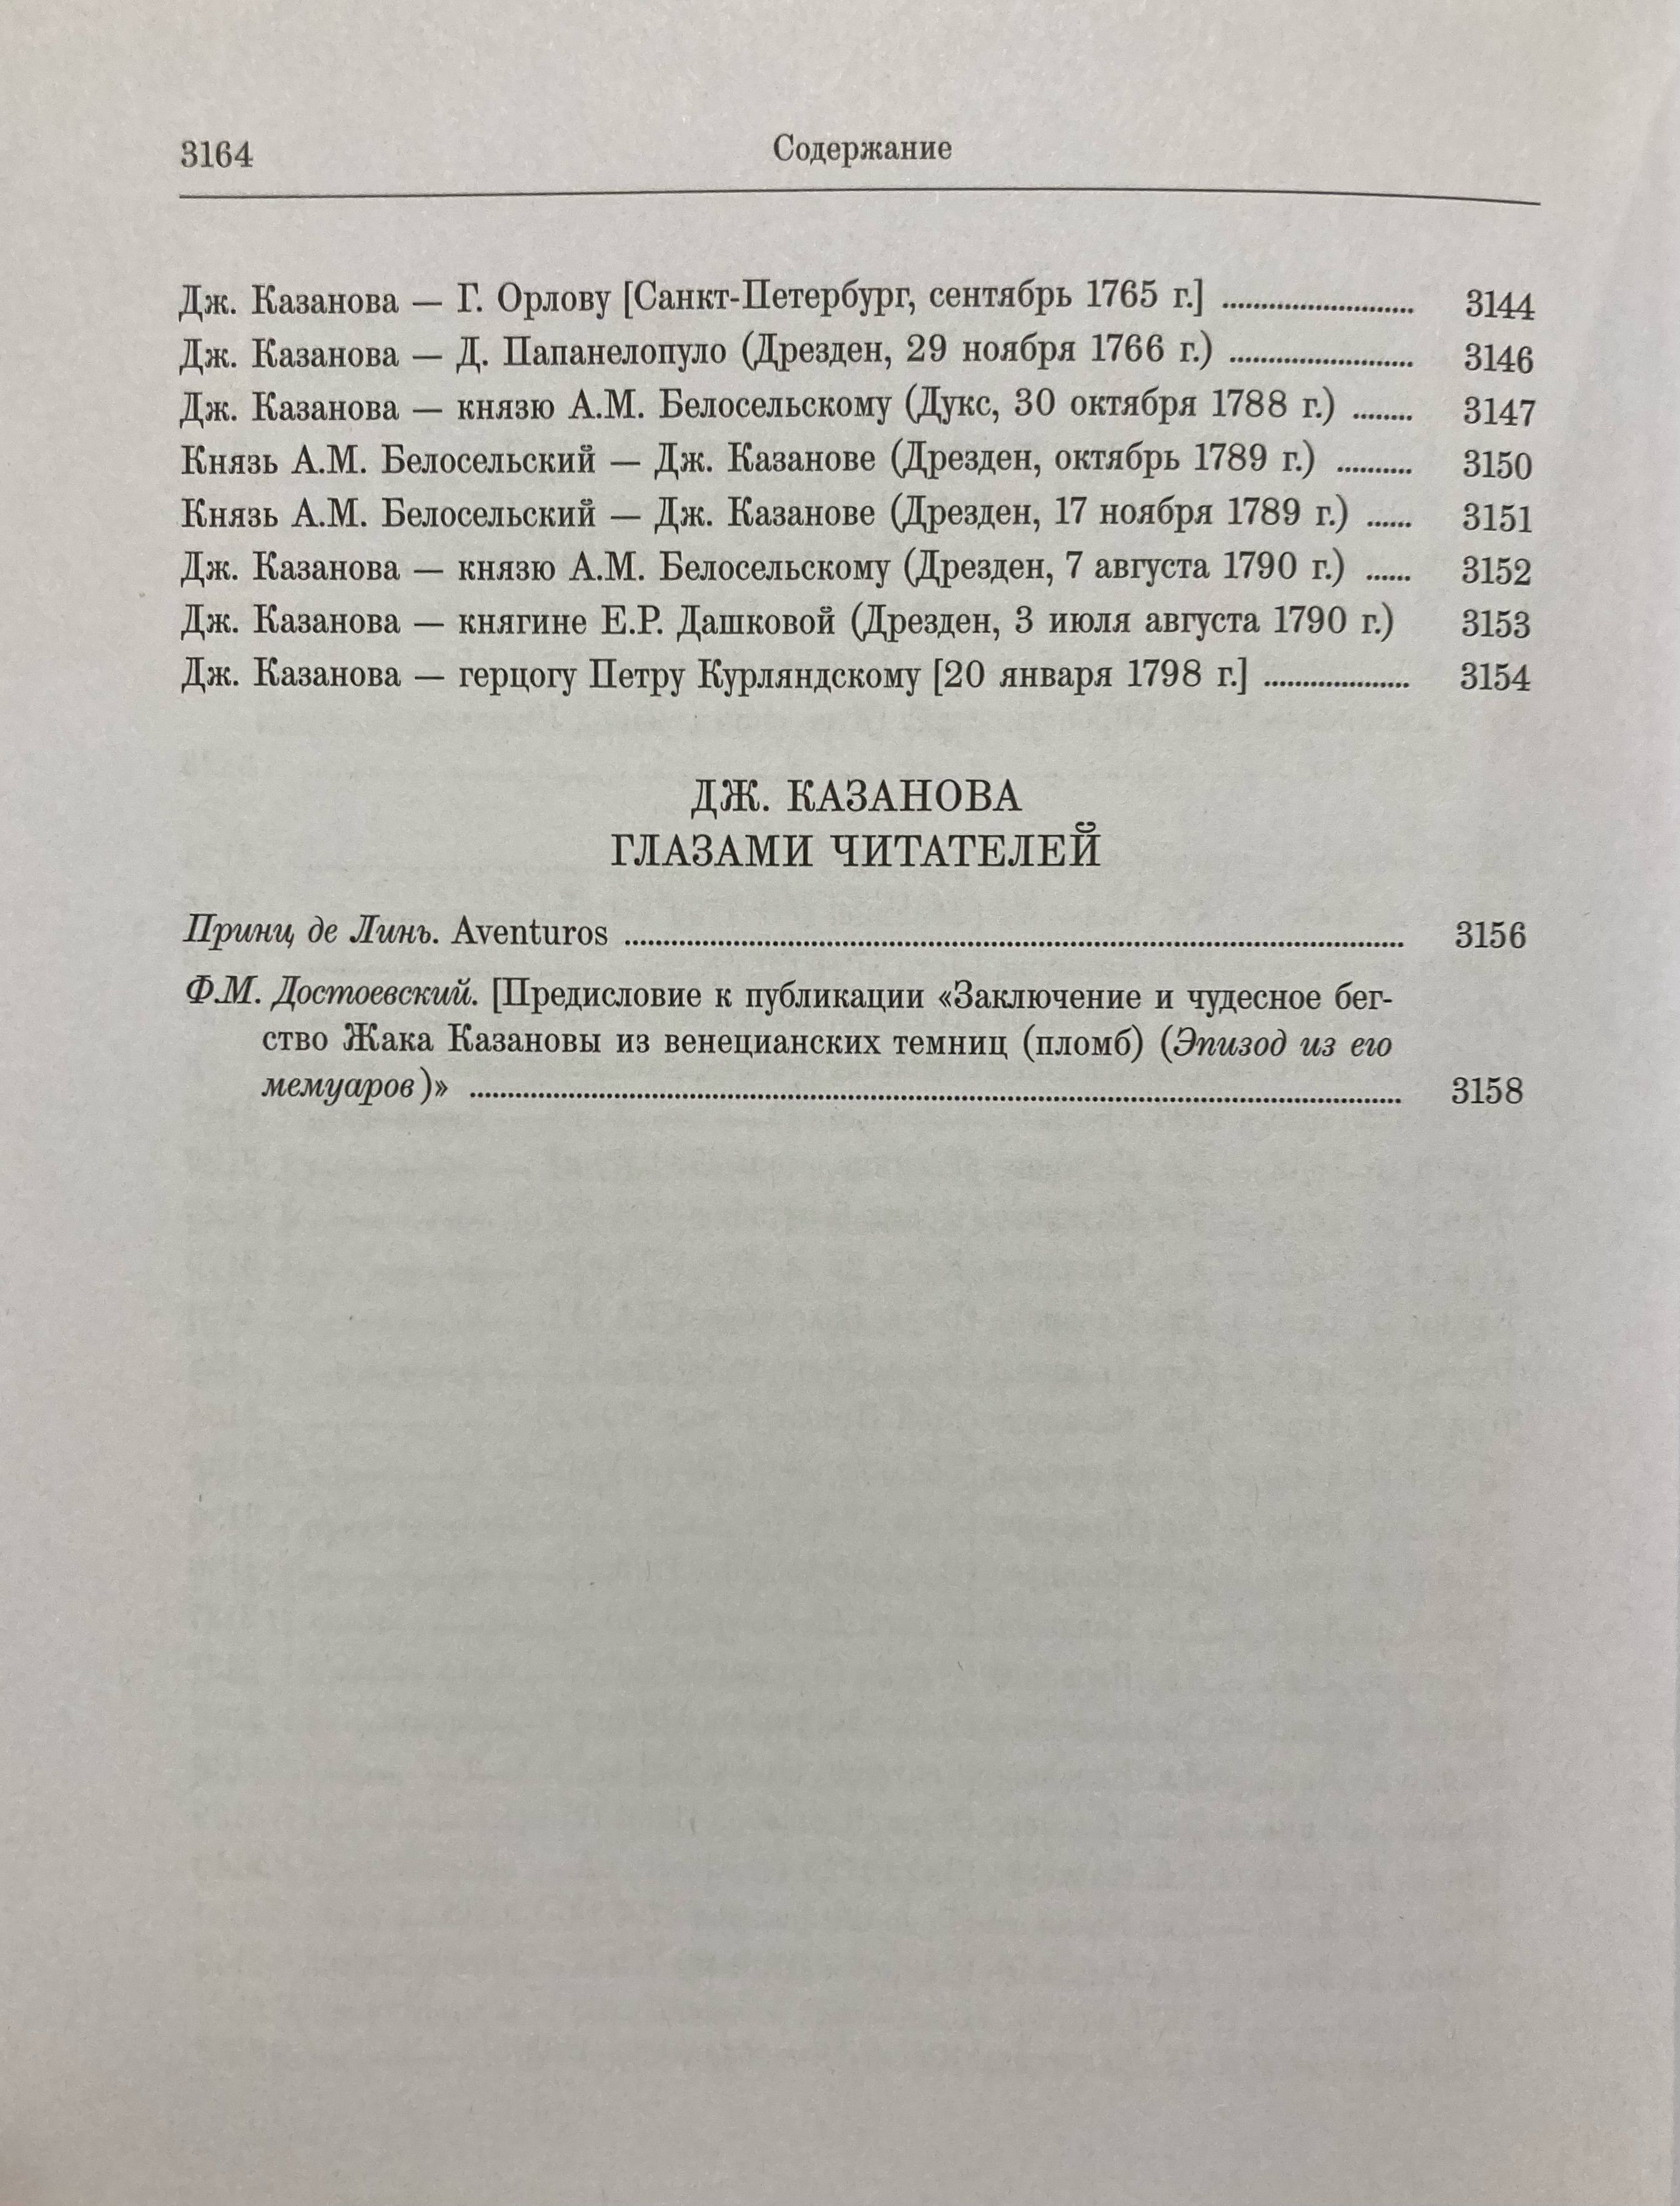 3164
Содержание
Дж. Казанова — Г. Орлову [Санкт-Петербург, сентябрь 1765 г.] ......................... 3144
Дж. Казанова — Д. Папанелопуло (Дрезден, 29 ноября 1766 г.) ........................ 3146
Дж. Казанова — князю А.М. Белосельскому (Дукс, 30 октября 1788 г.) ........ 3147
Князь А.М. Белосельский — Дж. Казанове (Дрезден, октябрь 1789 г.) .......... 3150
Князь А.М. Белосельский — Дж. Казанове (Дрезден, 17 ноября 1789 г.) ...... 3151
Дж. Казанова — князю А.М. Белосельскому (Дрезден, 7 августа 1790 г.) ...... 3152
Дж. Казанова — княгине Е.Р. Дашковой (Дрезден, 3 июля августа 1790 г.) 3153
Дж. Казанова — герцогу Петру Курляндскому [20 января 1798 г.] ................... 3154
ДЖ. КАЗАНОВА
ГЛАЗАМИ ЧИТАТЕЛЕЙ
Принц де Линь. Aventuros ........................................................................ 3156
Ф.М. Достоевский. [Предисловие к публикации «Заключение и чудесное бег-
ство Жака Казановы из венецианских темниц (пломб) (Эпизод из его
мемуаров)» ........................................................................ 3158